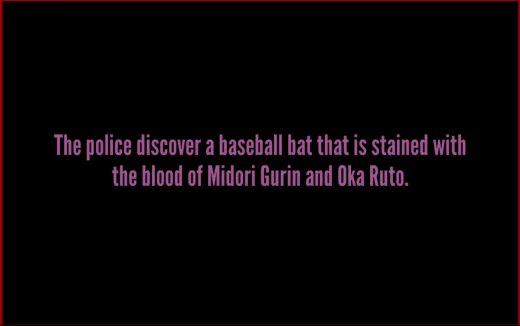 The police discover a baseball bat that is stained with
the blood of Midori Gurin and Oka Ruto.